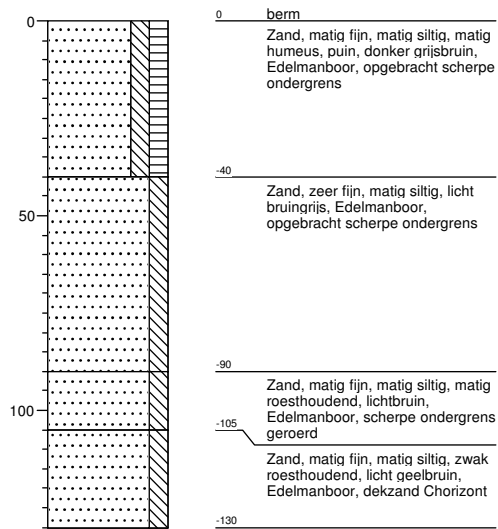 0
50
100
0 berm
Zand, matig fijn, matig siltig, matig
humeus, puin, donker grijsbruin,
Edelmanboor, opgebracht scherpe
ondergrens
-40
Zand, zeer fijn, matig siltig, licht
bruingrijs, Edelmanboor,
opgebracht scherpe ondergrens
-90
Zand, matig fijn, matig siltig, matig
roesthoudend, lichtbruin,
Edelmanboor, scherpe ondergrens
geroerd
-105
Zand, matig fijn, matig siltig, zwak
roesthoudend, licht geelbruin,
Edelmanboor, dekzand Chorizont
-130